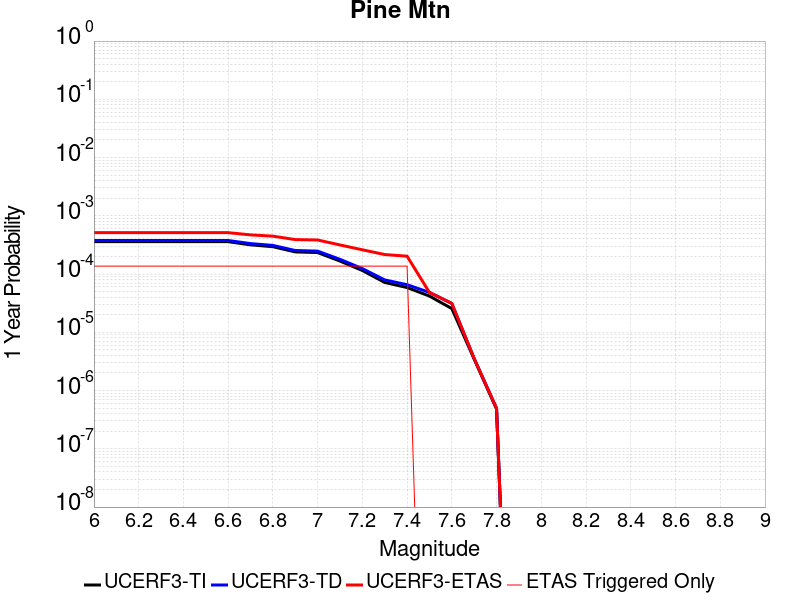 Pine Mtn
10^0
10^-1
10^-2
10^-3
10^-4
10^-5
10^-6
10^-7
10^-8
1 Year Probability
6 6.2 6.4 6.6 6.8 7 7.2 7.4 7.6 7.8 8 8.2 8.4 8.6 8.8 9
Magnitude
UCERF3-TI UCERF3-TD UCERF3-ETAS ETAS Triggered Only